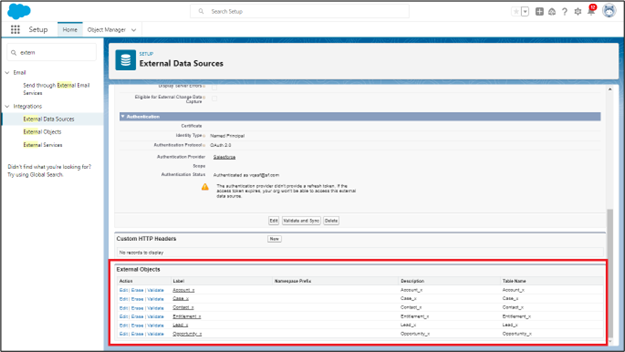 salesforce
Search Setup
Setup
Home
Object Manager
extern
Email
Send through External Email
Services
Integrations
External Data Sources
External Objects
External Services
Didn't find what you're looking for?
Try using Global Search.
SETUP
External Data Sources
Display Server Errors
Eligible for External Change Data
Capture
Authentication
Certificate
Identity Type Named Principal
Authentication Protocol OAuth 2.0
Authentication Provider Salesforce
Scope
Authentication Status Authenticated as
The authentication provider didn't provide a refresh token. If the
access token expires, your org won't be able to access this external
data source.
Edit Validate and Sync Delete
Custom HTTP Headers New
No records to display
External Objects
Action Label Namespace Prefix Description Table Name
Edit | Erase | Validate Account_x Account_x Account_x
Edit | Erase | Validate Case_x Case_x Case_x
Edit | Erase | Validate Contact_x Contact_x Contact_x
Edit | Erase | Validate Entitlement_x Entitlement_x Entitlement_x
Edit | Erase | Validate Lead_x Lead_x Lead_x
Edit | Erase | Validate Opportunity_x Opportunity_x Opportunity_x